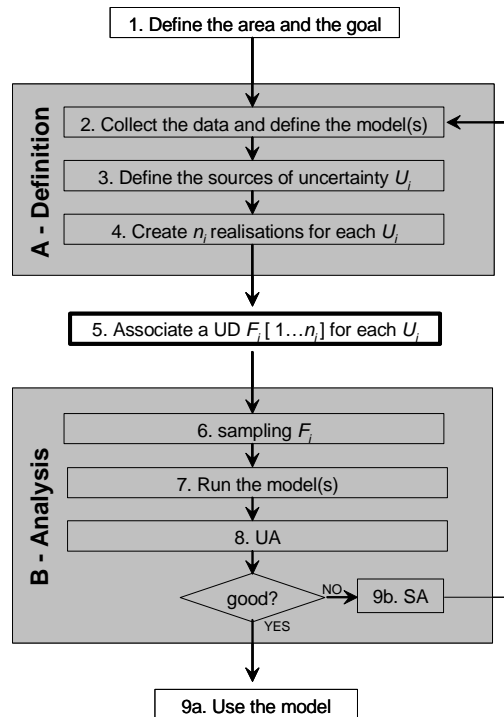 1. Define the area and the goal
A - Definition
2. Collect the data and define the model(s)
3. Define the sources of uncertainty Ui
4. Create ni realisations for each Ui
5. Associate a UD Fi [ 1…ni] for each Ui
B - Analysis
6. sampling Fi
7. Run the model(s)
8. UA
good?
NO
9b. SA
YES
9a. Use the model